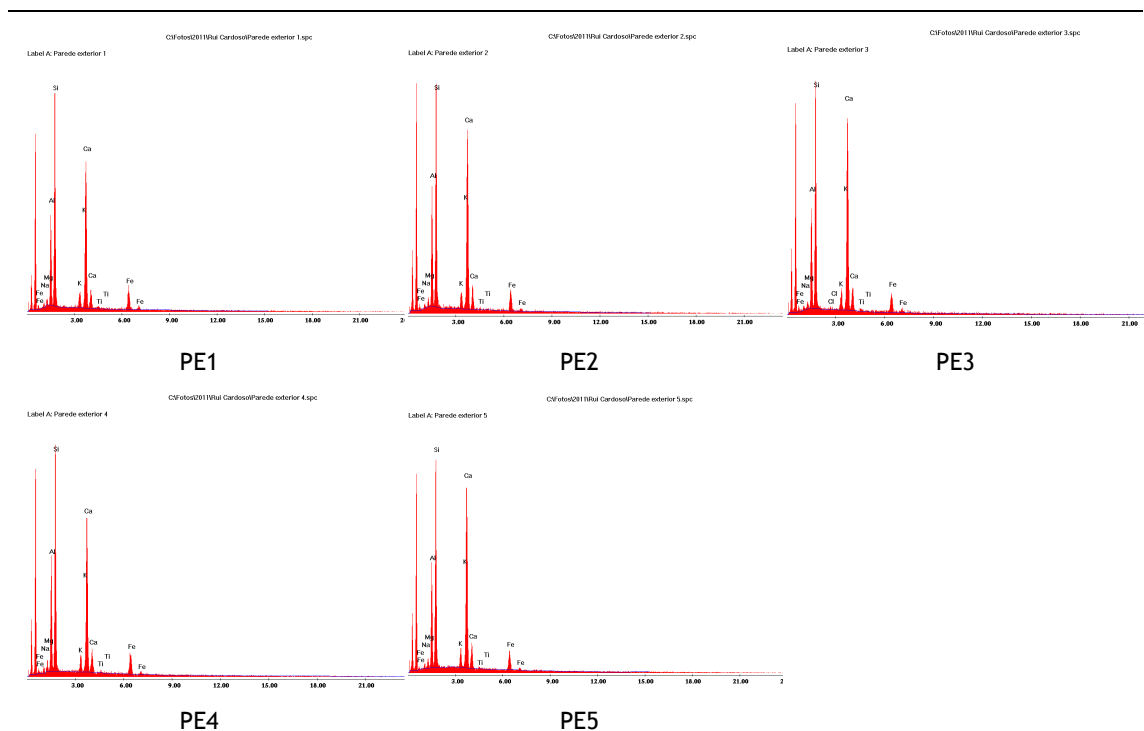 C:\Fotos\2011\Rui Cardoso\Parede exterior 1.spc
Label A: Parede exterior 1
Si
Ca
Al
K
Mg
Na
Fe
Fe
K
Ca
Ti
Ti
Fe
Fe
3.00 6.00 9.00 12.00 15.00 18.00 21.00 2
PE1
C:\Fotos\2011\Rui Cardoso\Parede exterior 2.spc
Label A: Parede exterior 2
Si
Ca
Al
K
Mg
Na
Fe
Fe
K
Ca
Ti
Ti
Fe
Fe
3.00 6.00 9.00 12.00 15.00 18.00 21.00
PE2
C:\Fotos\2011\Rui Cardoso\Parede exterior 3.spc
Label A: Parede exterior 3
Si
Ca
Al
K
Mg
Na
Fe
Fe
Cl
Cl
K
Ca
Ti
Ti
Fe
Fe
3.00 6.00 9.00 12.00 15.00 18.00 21.00
PE3
C:\Fotos\2011\Rui Cardoso\Parede exterior 4.spc
Label A: Parede exterior 4
Si
Ca
Al
K
Mg
Na
Fe
Fe
K
Ca
Ti
Ti
Fe
Fe
3.00 6.00 9.00 12.00 15.00 18.00 21.00 2
PE4
C:\Fotos\2011\Rui Cardoso\Parede exterior 5.spc
Label A: Parede exterior 5
Si
Ca
Al
K
Mg
Na
Fe
Fe
K
Ca
Ti
Ti
Fe
Fe
3.00 6.00 9.00 12.00 15.00 18.00 21.00 2
PE5